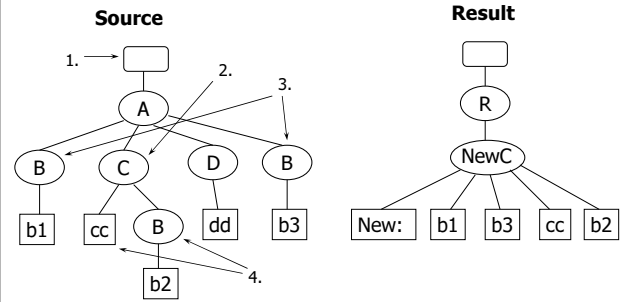 Source
Result
1.
2.
3.
A
R
B
C
D
B
NewC
b1
cc
B
dd
b3
New:
b1
b3
cc
b2
4.
b2